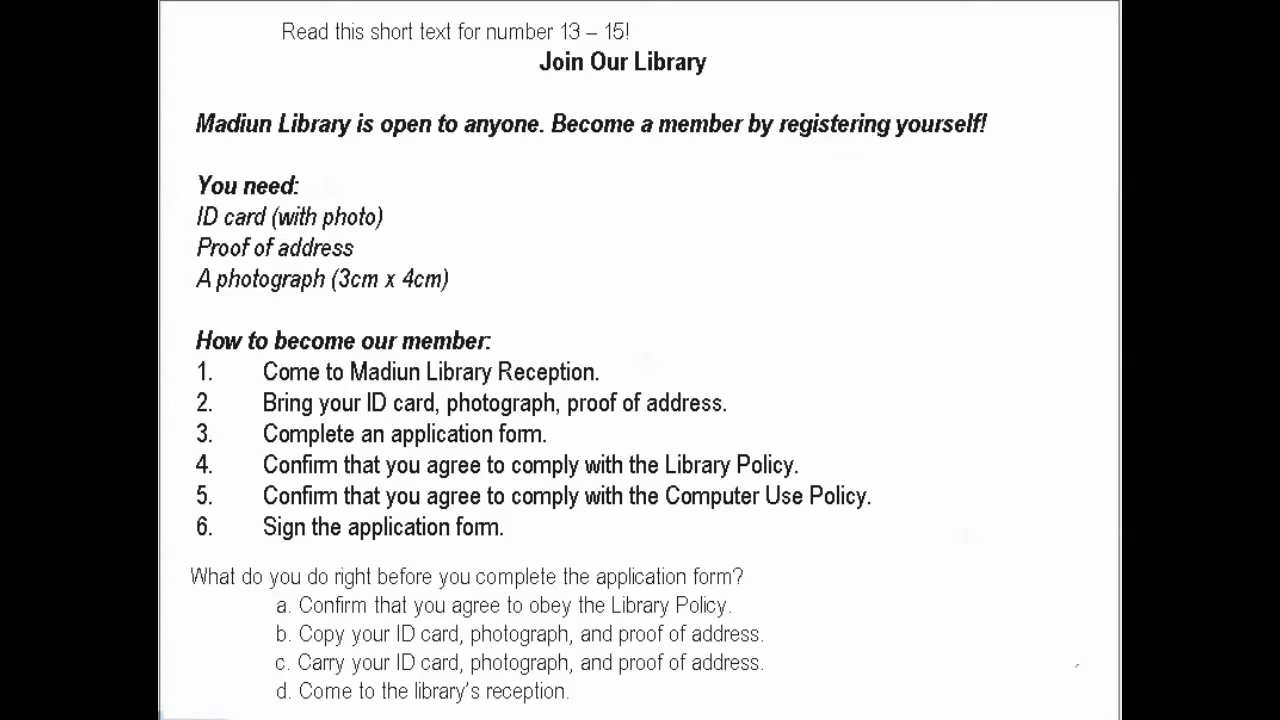 Read this short text for number 13 – 15!
Join Our Library
Madiun Library is open to anyone. Become a member by registering yourself!
You need:
ID card (with photo)
Proof of address
A photograph (3cm x 4cm)
How to become our member:
1. Come to Madiun Library Reception.
2. Bring your ID card, photograph, proof of address.
3. Complete an application form.
4. Confirm that you agree to comply with the Library Policy.
5. Confirm that you agree to comply with the Computer Use Policy.
6. Sign the application form.
What do you do right before you complete the application form?
a. Confirm that you agree to obey the Library Policy.
b. Copy your ID card, photograph, and proof of address.
c. Carry your ID card, photograph, and proof of address.
d. Come to the library's reception.